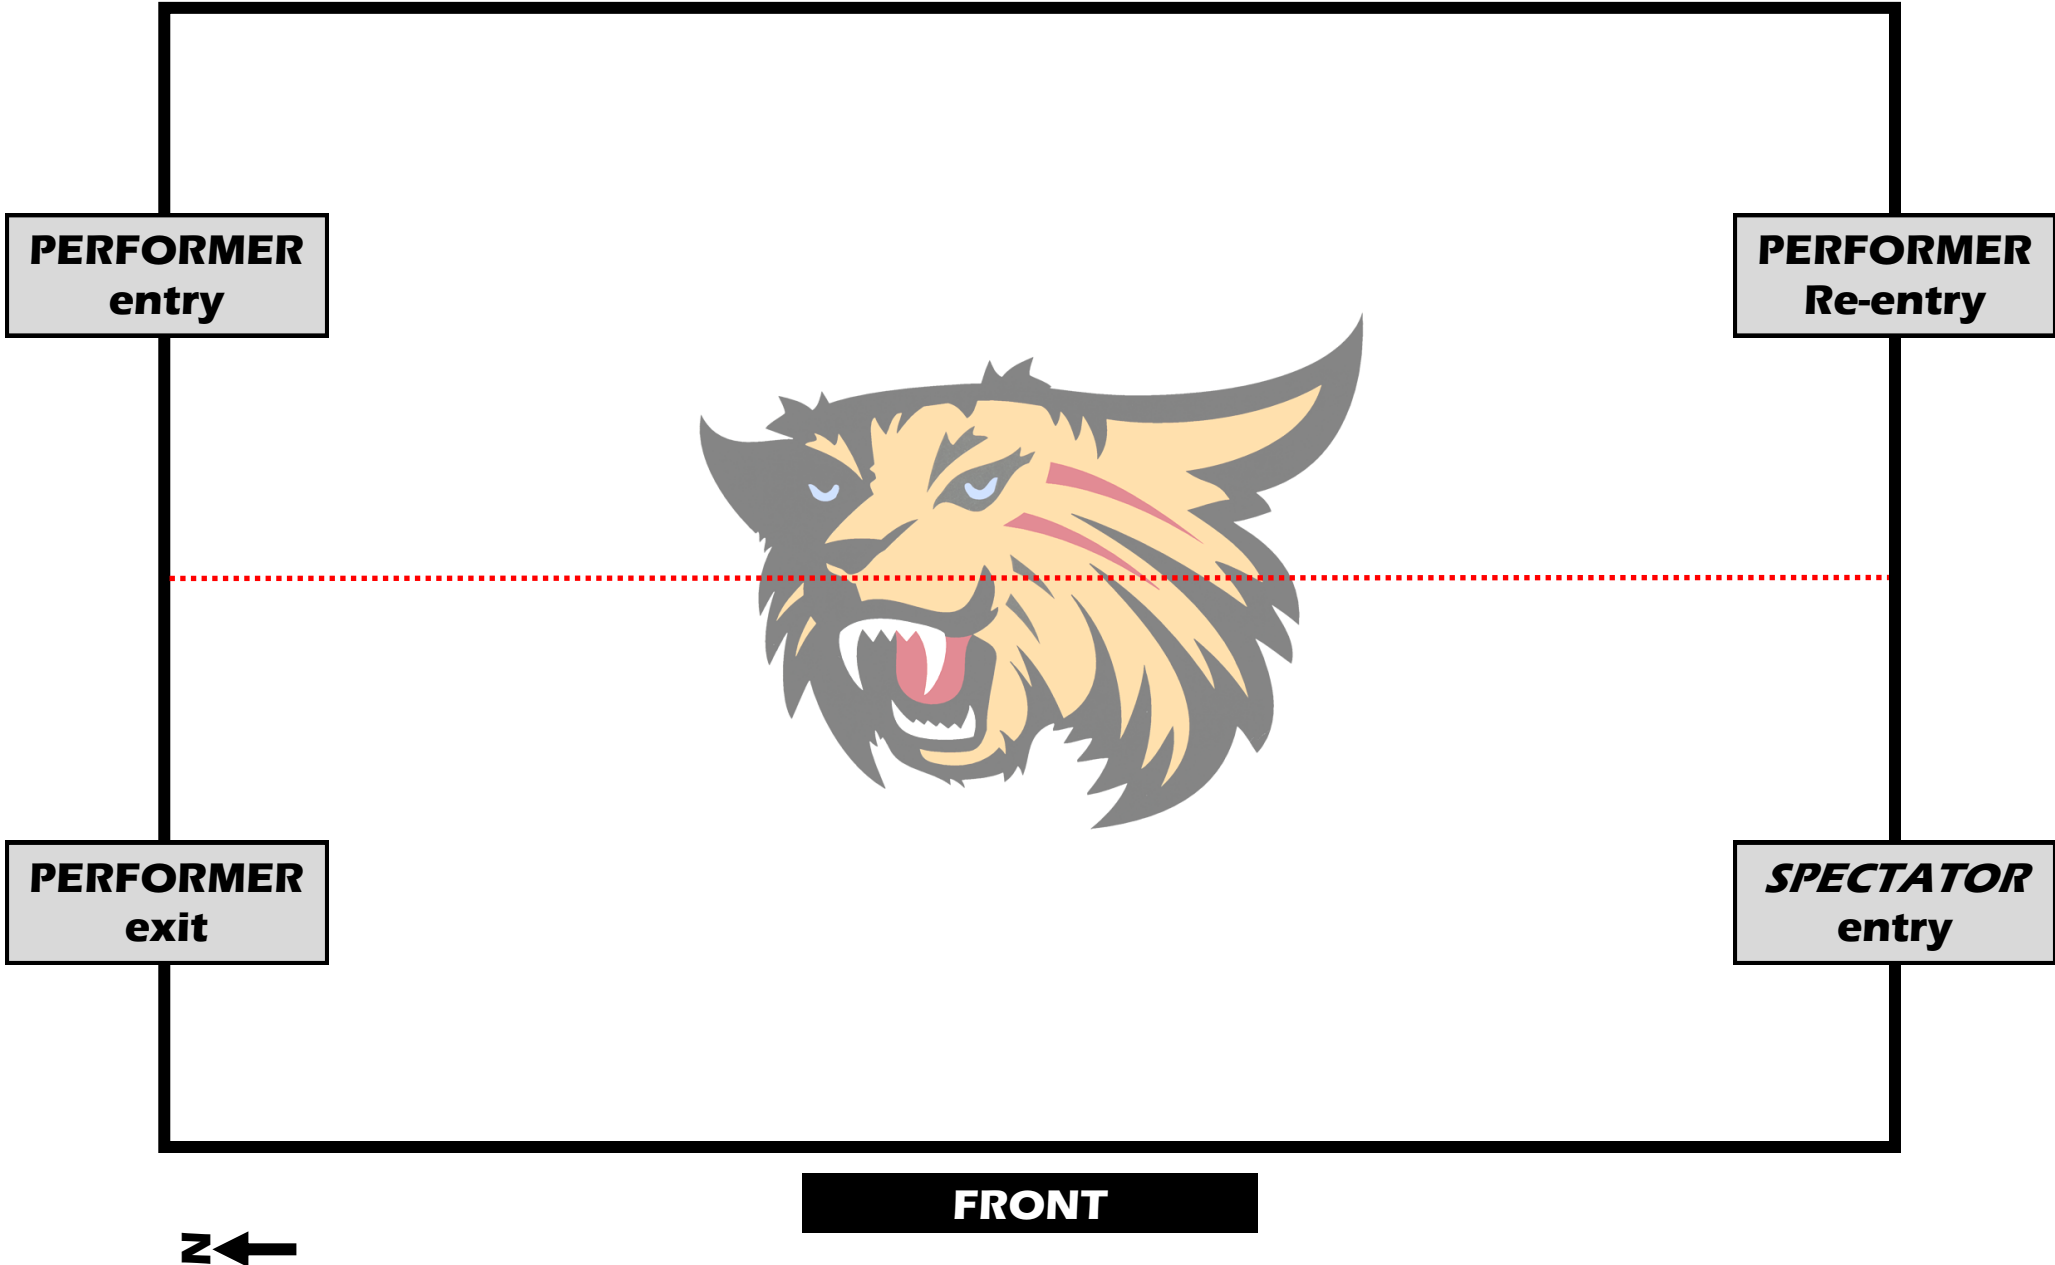 PERFORMER
entry
PERFORMER
Re-entry
PERFORMER
exit
SPECTATOR
entry
FRONT
N